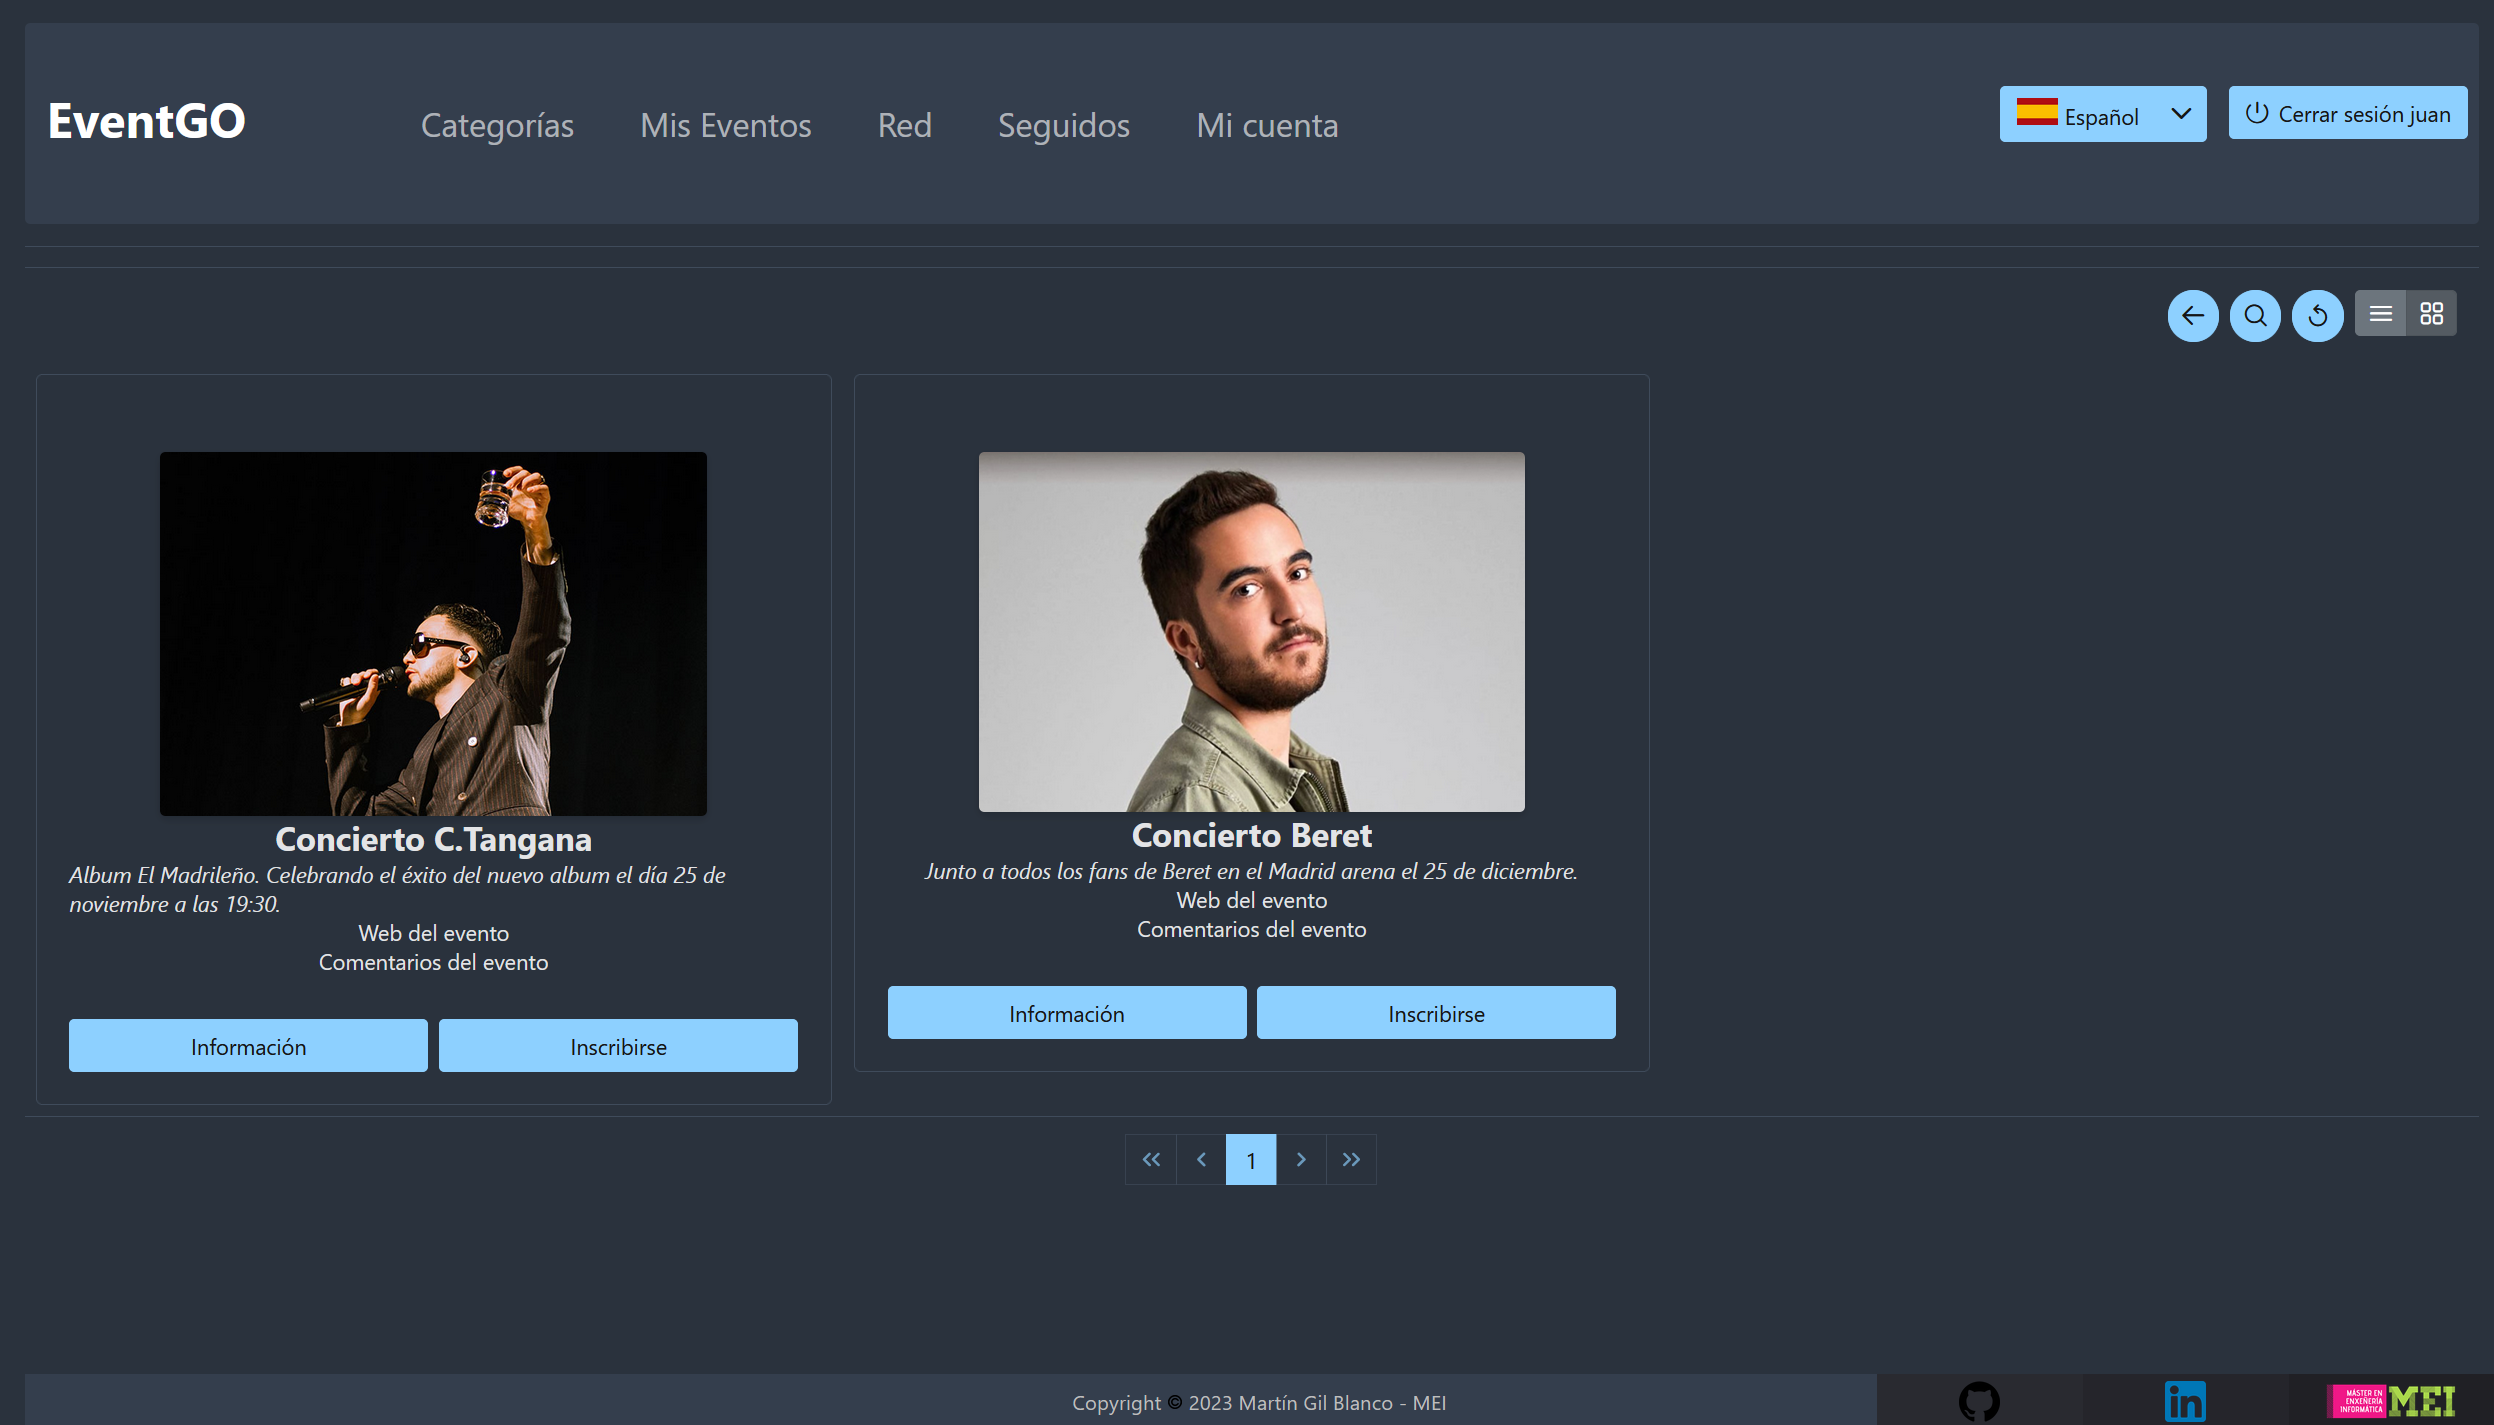 EventGO
Categorías
Mis Eventos
Red
Seguidos
Mi cuenta
Español
Cerrar sesión juan
Concierto C.Tangana
Album El Madrileño. Celebrando el éxito del nuevo album el día 25 de
noviembre a las 19:30.
Web del evento
Comentarios del evento
Información
Inscribirse
Concierto Beret
Junto a todos los fans de Beret en el Madrid arena el 25 de diciembre.
Web del evento
Comentarios del evento
Información
Inscribirse
1
Copyright © 2023 Martín Gil Blanco - MEI
in
MÁSTER EN
ENXEÑERÍA
INFORMÁTICA
MEI